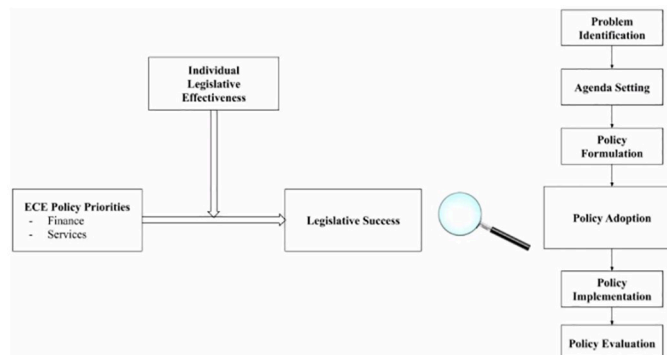 Individual
Legislative
Effectiveness
ECE Policy Priorities
- Finance
- Services
Legislative Success
Problem
Identification
Agenda Setting
Policy
Formulation
Policy Adoption
Policy
Implementation
Policy Evaluation